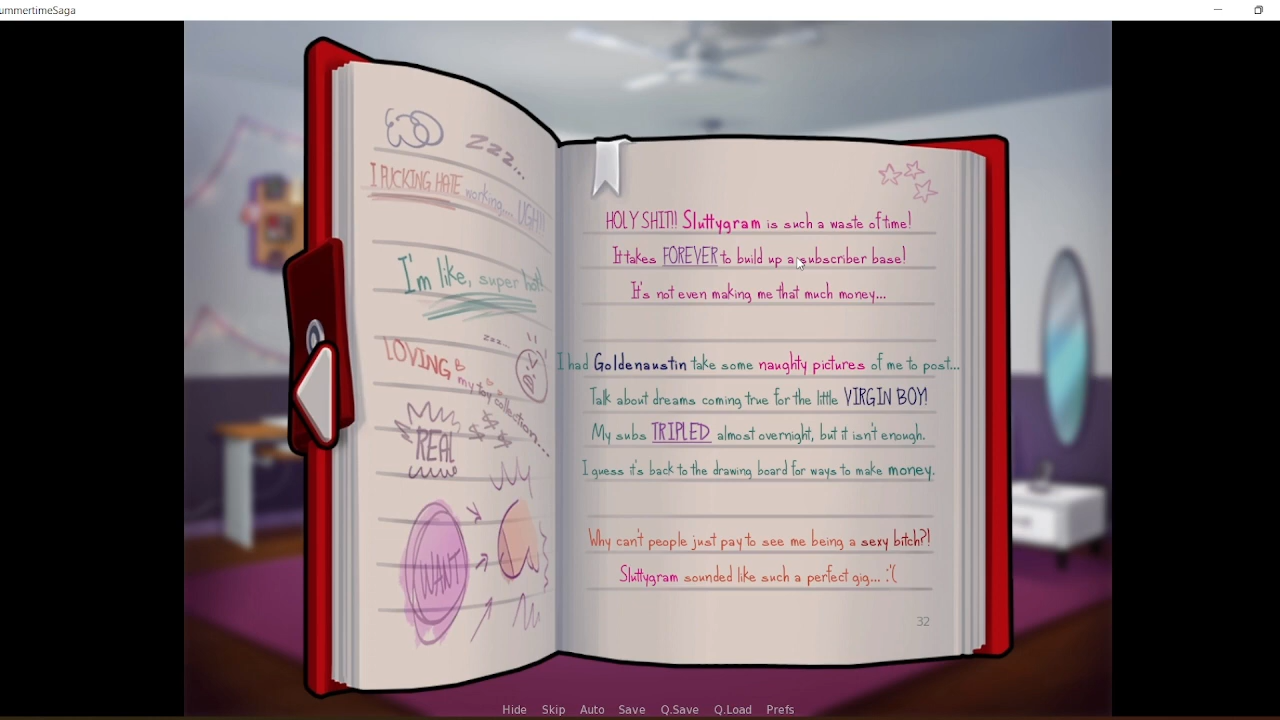 ummertimeSaga
zzz...
I FUCKING HATE working.... UGH!!
I'm like, super hot!
zzz...
LOVING my toy collection...
REAL
WANT
HOLY SHIT!! Sluttygram is such a waste of time!
It takes FOREVER to build up a subscriber base!
It's not even making me that much money...
I had Goldenaustin take some naughty pictures of me to post...
Talk about dreams coming true for the little VIRGIN BOY!
My subs TRIPLED almost overnight, but it isn't enough.
I guess it's back to the drawing board for ways to make money.
Why can't people just pay to see me being a sexy bitch?!
Sluttygram sounded like such a perfect gig... :'(
32
Hide Skip Auto Save Q.Save Q.Load Prefs